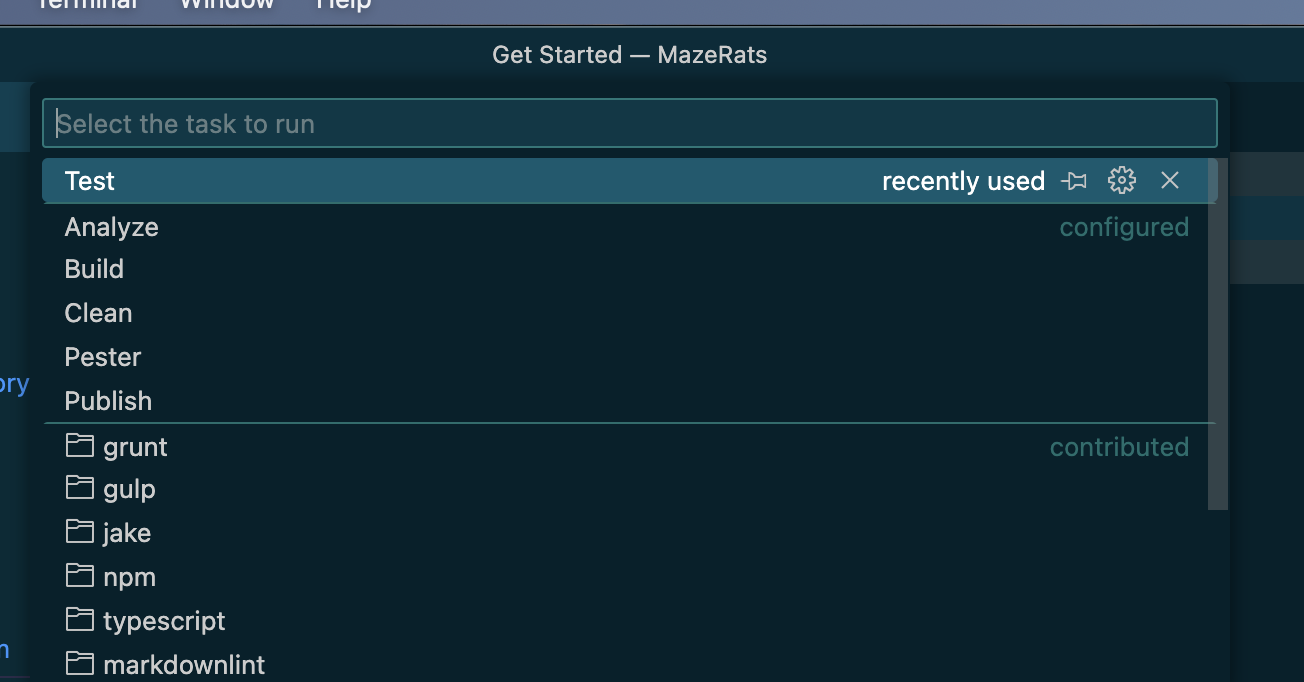 Terminal Window Help
Get Started — MazeRats
Select the task to run
Test recently used
Analyze configured
Build
Clean
Pester
Publish
grunt contributed
gulp
jake
npm
typescript
markdownlint